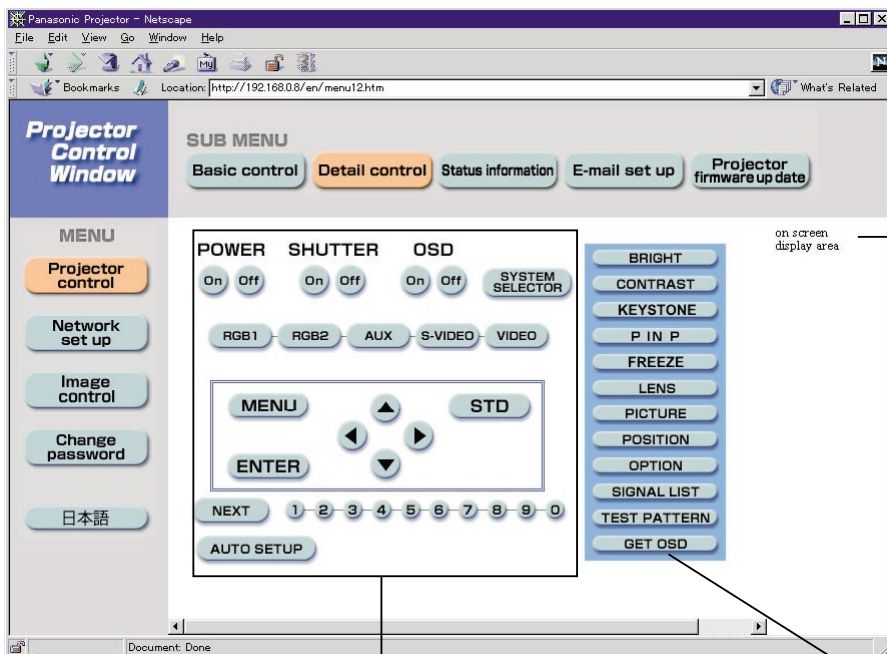 Panasonic Projector - Netscape
File Edit View Go Window Help
My
Bookmarks Location: http://192.168.0.8/en/menu12.htm What's Related
N
Projector
Control
Window
SUB MENU
Basic control Detail control Status information E-mail set up Projector firmware up date
MENU
Projector
control
Network
set up
Image
control
Change
password
日本語
POWER SHUTTER OSD
On Off On Off On Off SYSTEM SELECTOR
RGB1 RGB2 AUX S-VIDEO VIDEO
MENU STD
ENTER
NEXT 1 2 3 4 5 6 7 8 9 0
AUTO SETUP
BRIGHT
CONTRAST
KEYSTONE
P IN P
FREEZE
LENS
PICTURE
POSITION
OPTION
SIGNAL LIST
TEST PATTERN
GET OSD
on screen
display area
Document: Done